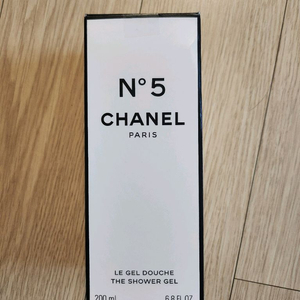 N°5
CHANEL
PARIS
LE GEL DOUCHE
THE SHOWER GEL
200 ml 6.8 FL. OZ